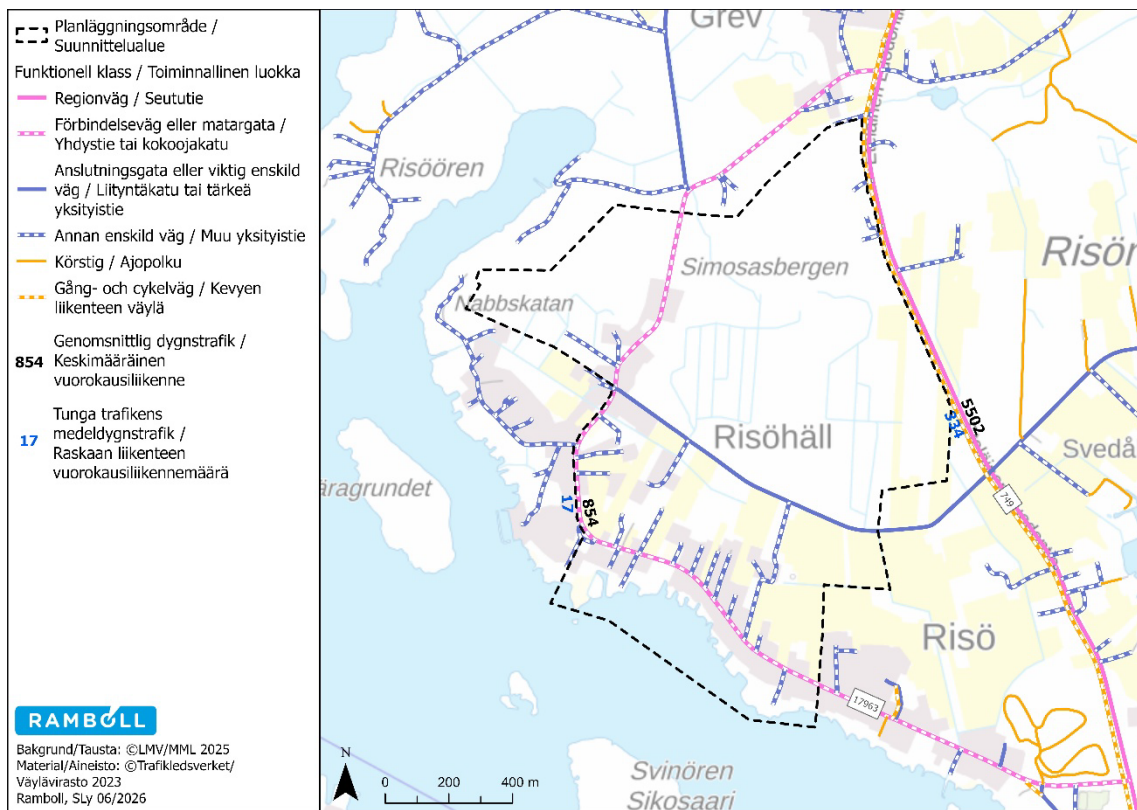 Planläggningsområde /
Suunnittelualue
Funktionell klass / Toiminnallinen luokka
Regionväg / Seututie
Förbindelseväg eller matargata /
Yhdystie tai kokoojakatu
Anslutningsgata eller viktig enskild
väg / Liityntäkatu tai tärkeä
yksityistie
Annan enskild väg / Muu yksityistie
Körstig / Ajopolku
Gång- och cykelväg / Kevyen
liikenteen väylä
854
Genomsnittlig dygnstrafik /
Keskimääräinen
vuorokausiliikenne
17
Tunga trafikens
medeldygnstrafik /
Raskaan liikenteen
vuorokausiliikennemäärä
RAMBOLL
Bakgrund/Tausta: ©LMV/MML 2025
Material/Aineisto: ©Trafikledsverket/
Väylävirasto 2023
Ramboll, SLy 06/2026
N
0 200 400 m
Grev
Risöören
Simosasbergen
Risör
Nabbskatan
5502
334
Risöhäll
Svedå
äragrundet
17
854
749
Risö
17963
Svinören
Sikosaari